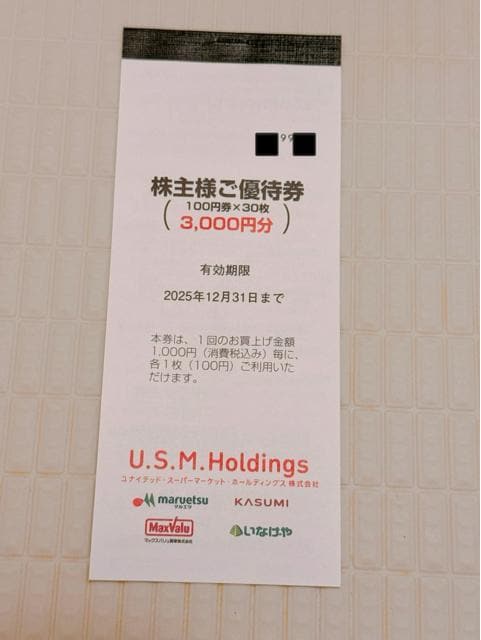 99
株主様ご優待券
(100円券×30枚
3,000円分)
有効期限
2025年12月31日まで
本券は、1回のお買上げ金額
1,000円(消費税込み)毎に、
各1枚(100円)ご利用いた
だけます。
U.S.M.Holdings
ユナイテッド・スーパーマーケット・ホールディングス株式会社
maruetsu
マルエツ
KASUMI
MaxValu
マックスバリュ関東株式会社
いなげや